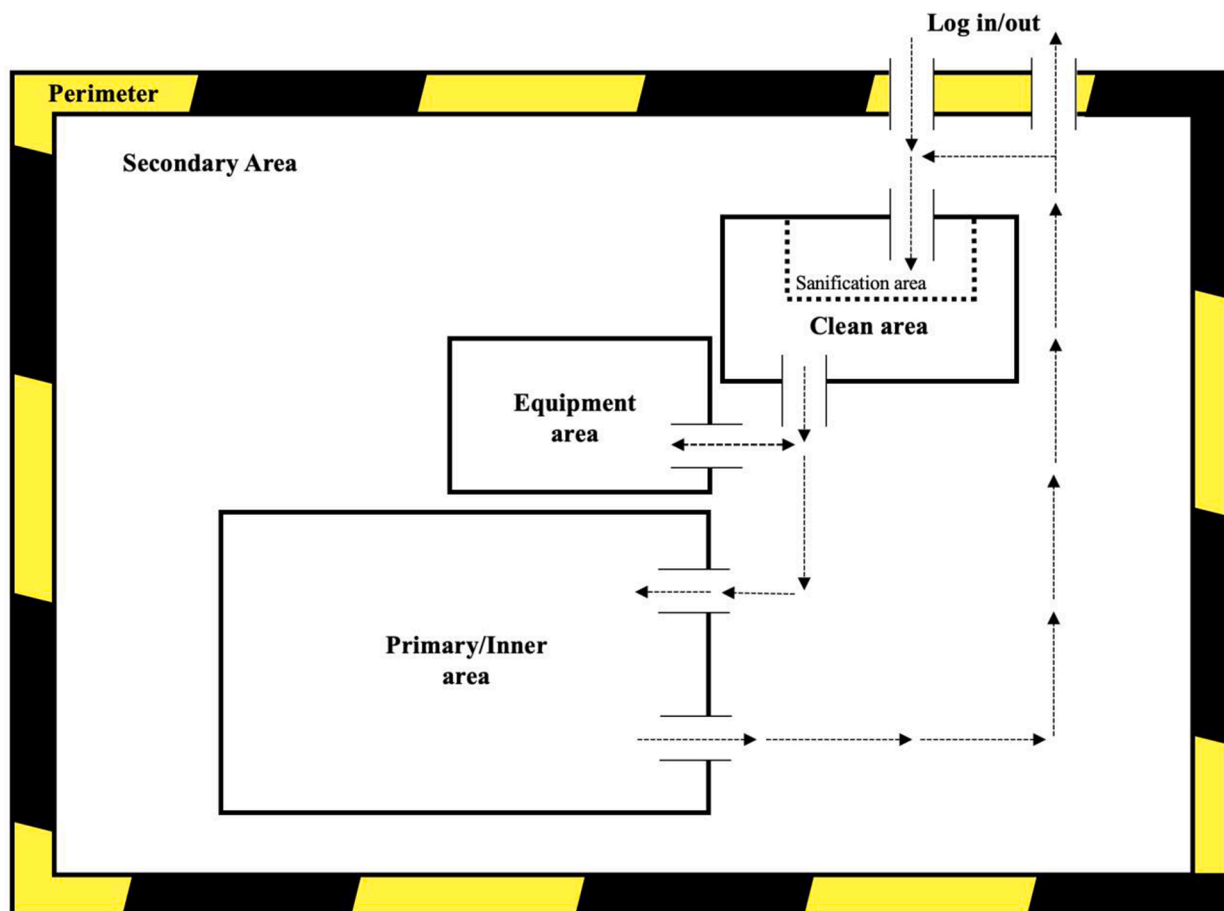 Log in/out
Perimeter
Secondary Area
Sanification area
Clean area
Equipment
area
Primary/Inner
area